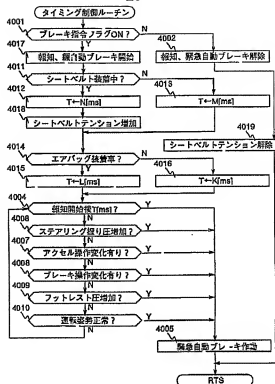 タイミング制御ルーチン
4001
ブレーキ指令フラグON？
N
4017
Y
4002
報知、緩自動ブレーキ開始
報知、緊急自動ブレーキ解除
4011
シートベルト装着中？
N
4012
Y
4013
T←N[ms]
T←M[ms]
4018
シートベルトテンション増加
4019
シートベルトテンション解除
4014
エアバッグ装着車？
N
4015
Y
4016
T←L[ms]
T←K[ms]
4004
報知開始後T[ms]？
Y
4006
N
ステアリング握り圧増加？
Y
4007
N
アクセル操作変化有り？
Y
4008
N
ブレーキ操作変化有り？
Y
4009
N
フットレスト圧増加？
Y
4010
N
運転姿勢正常？
Y
N
4005
緊急自動ブレーキ作動
RTS